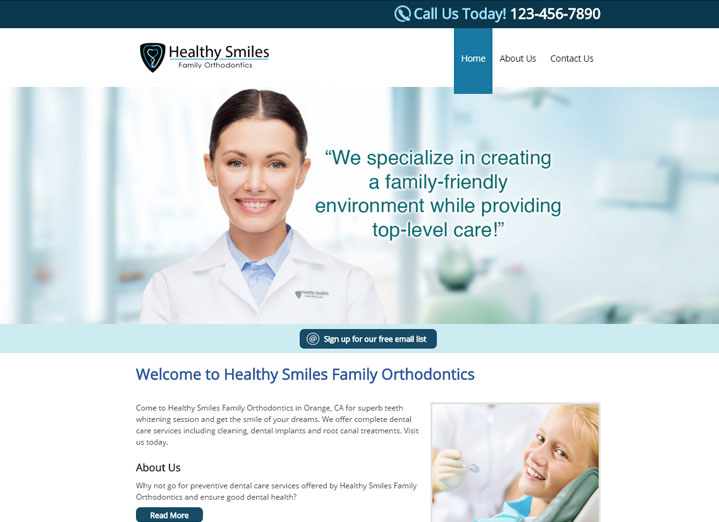 Call Us Today! 123-456-7890
Healthy Smiles
Family Orthodontics
Home
About Us
Contact Us
“We specialize in creating
a family-friendly
environment while providing
top-level care!”
Healthy Smiles
Sign up for our free email list
Welcome to Healthy Smiles Family Orthodontics
Come to Healthy Smiles Family Orthodontics in Orange, CA for superb teeth
whitening session and get the smile of your dreams. We offer complete dental
care services including cleaning, dental implants and root canal treatments. Visit
us today.
About Us
Why not go for preventive dental care services offered by Healthy Smiles Family
Orthodontics and ensure good dental health?
Read More